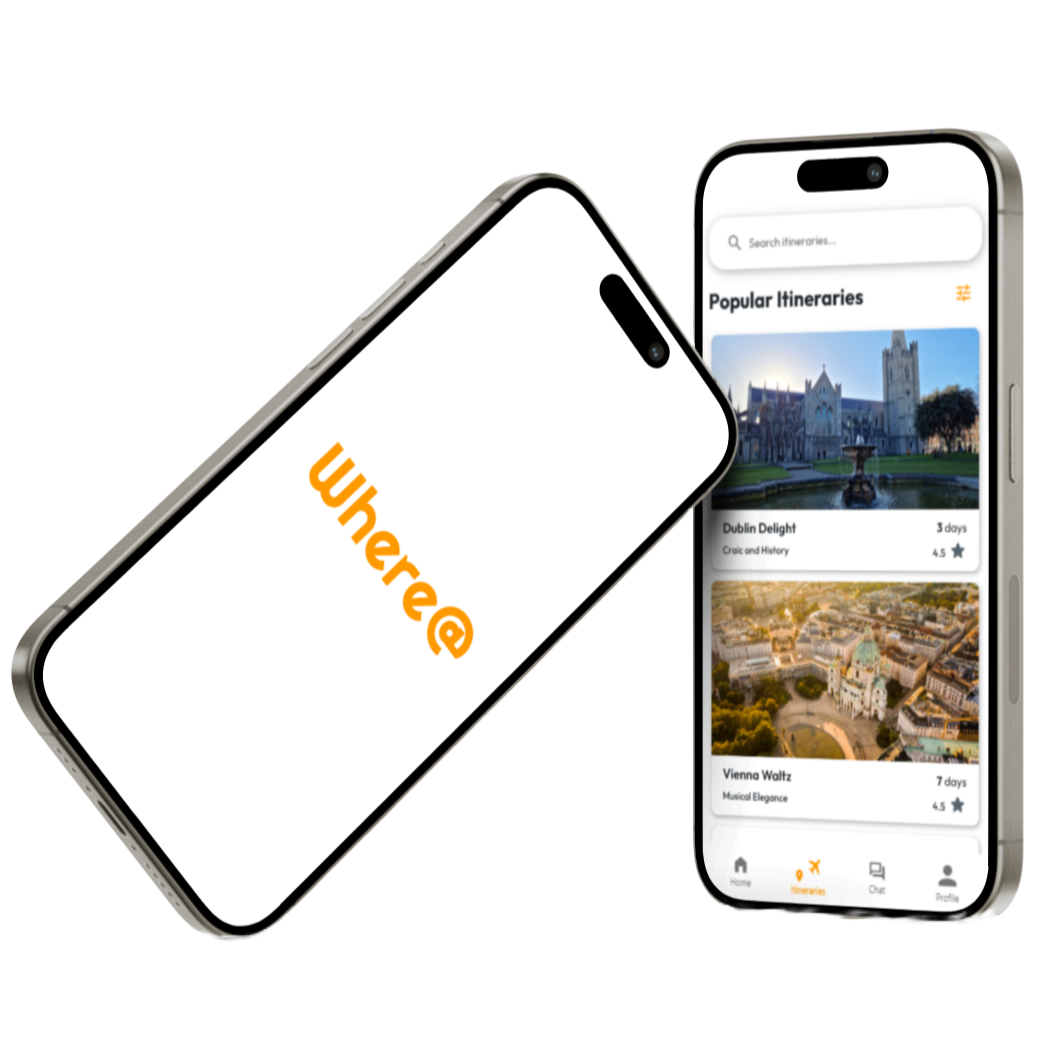 Where@
Search itineraries...
Popular Itineraries
Dublin Delight
3 days
Craic and History
4.5
Vienna Waltz
7 days
Musical Elegance
4.5
Home
Itineraries
Chat
Profile